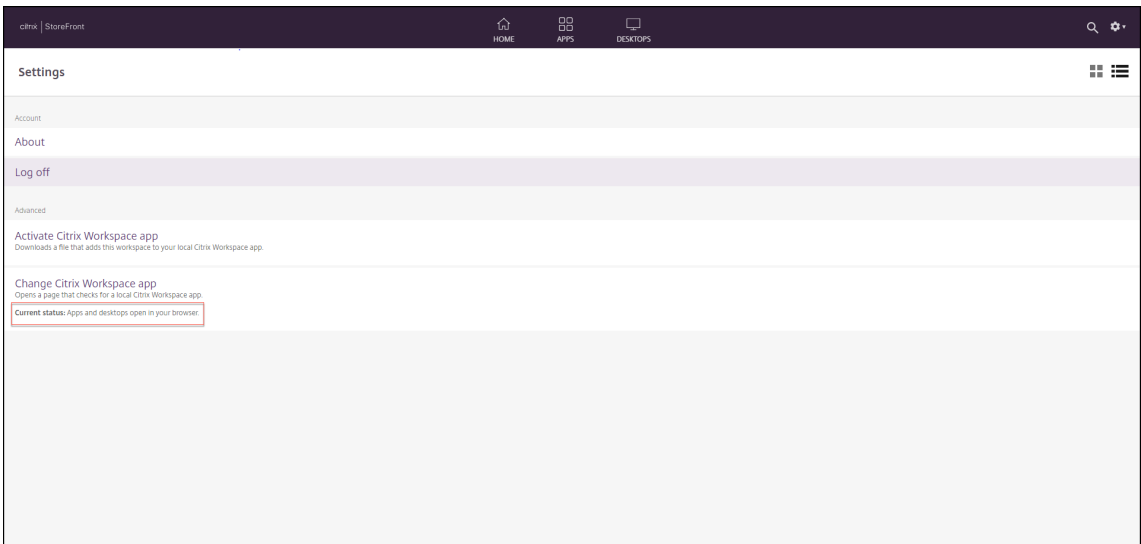 citrix StoreFront
HOME APPS DESKTOPS
Settings
Account
About
Log off
Advanced
Activate Citrix Workspace app
Downloads a file that adds this workspace to your local Citrix Workspace app.
Change Citrix Workspace app
Opens a page that checks for a local Citrix Workspace app
Current status: Apps and desktops open in your browser.